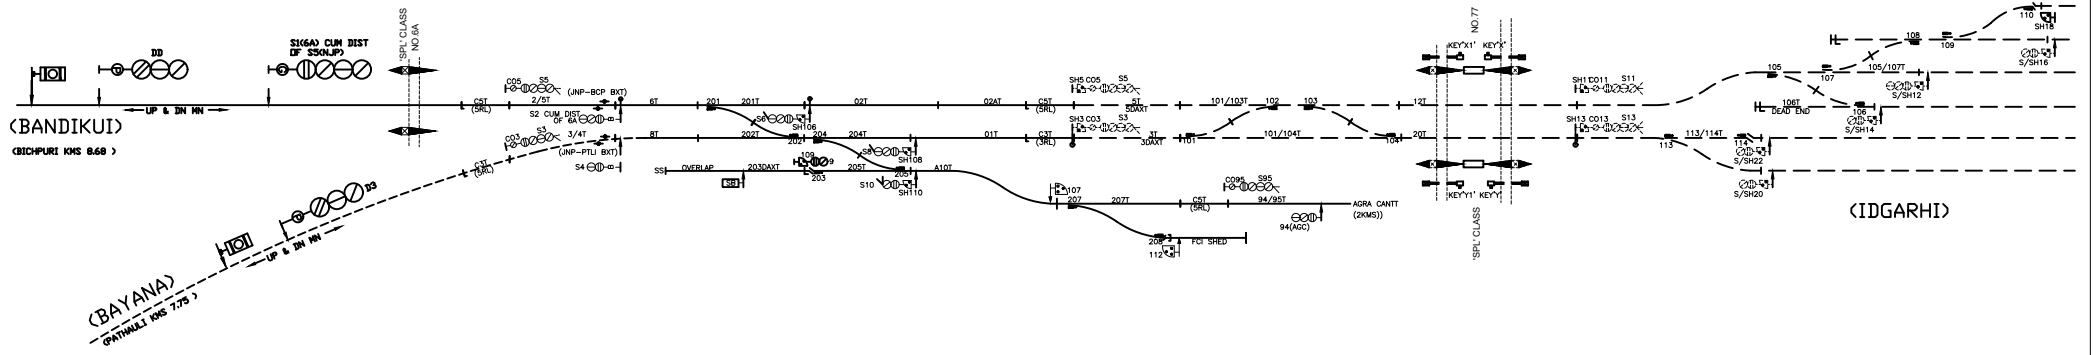 DD
P
UP & DN MN
(BANDIKUI)
(BICHPURI KMS 8.68 )
S1(6A) CUM DIST
OF S5(NJP)
'SPL' CLASS
NO.6A
C5T
(5RL)
C05
S5
2/5T
(JNP-BCP BXT)
S2 CUM DIST
OF 6A
C03
S3
3/4T
(JNP-PTLI BXT)
S4
C3T
(5RL)
D3
P
UP & DN MN
(BAYANA)
(PATHAULI KMS 7.75 )
6T
201
201T
S6
SH106
02T
02AT
C5T
(5RL)
8T
202T
202
204
204T
S8
SH108
01T
C3T
(3RL)
SS
OVERLAP
203DAXT
SB
109
9
203
205T
205
S10
SH110
A10T
SH5
C05
S5
5T
5DAXT
SH3
C03
S3
3T
3DAXT
101
101/103T
102
103
101/104T
104
107
207
207T
C5T
(5RL)
C095
S95
94/95T
94(AGC)
AGRA CANTT
(2KMS))
208
112
FCI SHED
12T
20T
NO.77
KEY'X1'
KEY'X'
KEY'Y1'
KEY'Y'
'SPL' CLASS
SH11
C011
S11
SH13
C013
S13
113
113/114T
114
S/SH22
S/SH20
105
106T
DEAD END
106
S/SH14
107
105/107T
S/SH12
108
109
S/SH16
110
SH18
(IDGARHI)